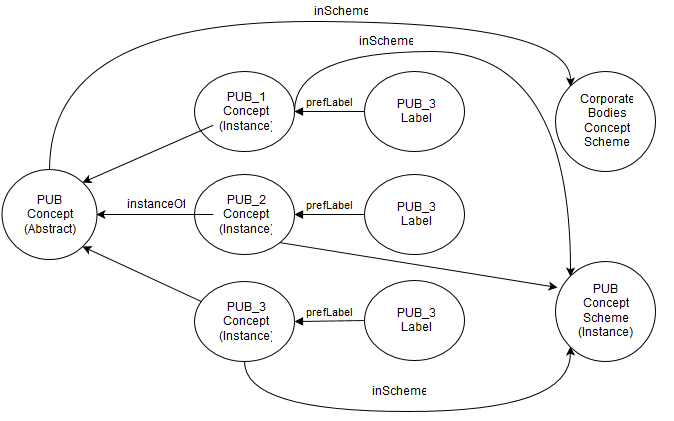 inScheme
inScheme
PUB_1
Concept
(Instance)
prefLabel
PUB_3
Label
Corporate
Bodies
Concept
Scheme
PUB
Concept
(Abstract)
instanceOf
PUB_2
Concept
(Instance)
prefLabel
PUB_3
Label
PUB_3
Concept
(Instance)
prefLabel
PUB_3
Label
PUB
Concept
Scheme
(Instance)
inScheme